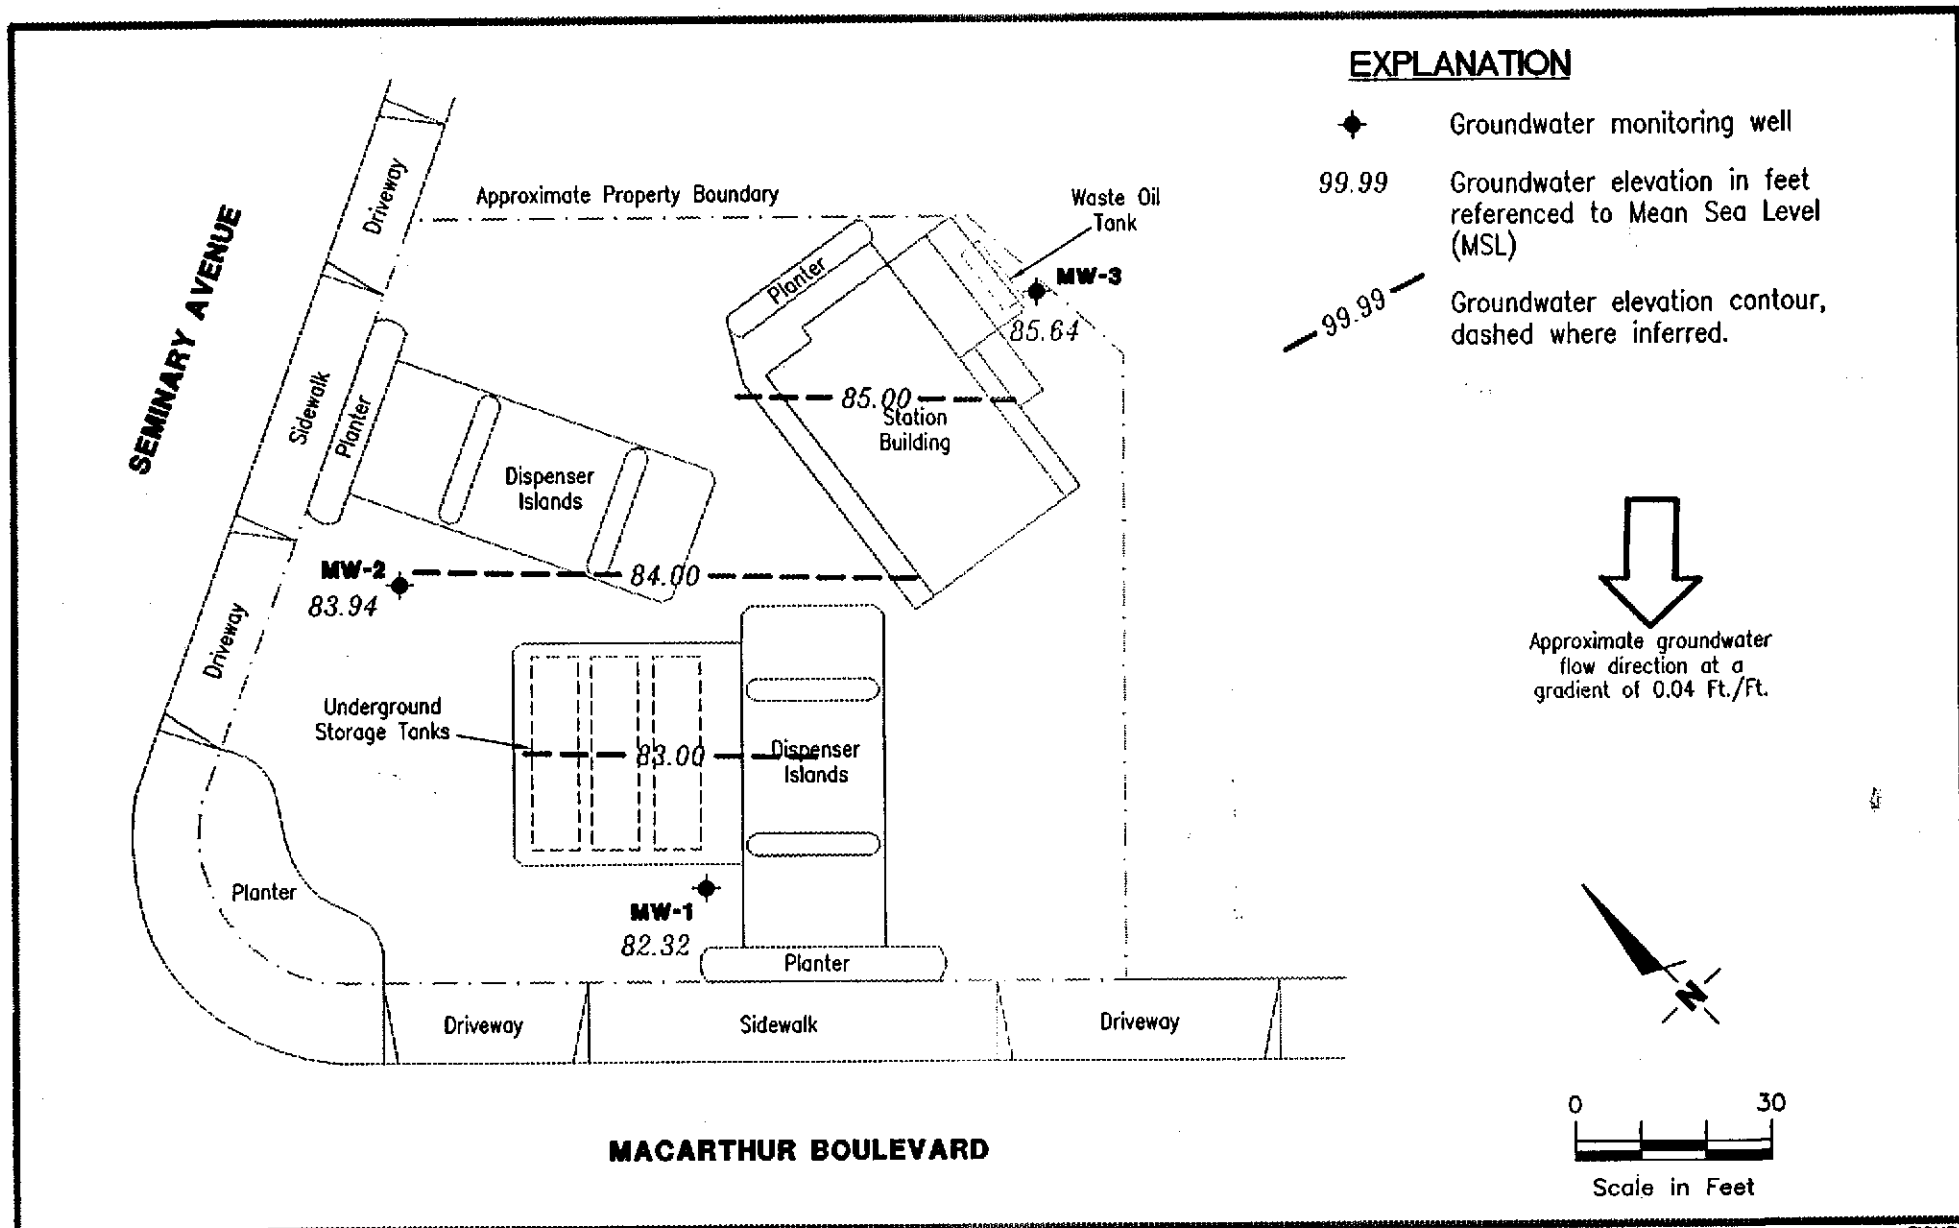 EXPLANATION
Groundwater monitoring well
99.99
Groundwater elevation in feet
referenced to Mean Sea Level
(MSL)
99.99
Groundwater elevation contour,
dashed where inferred.
Approximate groundwater
flow direction at a
gradient of 0.04 Ft./Ft.
N
0 30
Scale in Feet
SEMINARY AVENUE
Driveway
Approximate Property Boundary
Waste Oil
Tank
Planter
MW-3
85.64
Sidewalk
Planter
85.00
Station
Building
Dispenser
Islands
MW-2
83.94
84.00
Driveway
Underground
Storage Tanks
83.00
Dispenser
Islands
Planter
MW-1
82.32
Planter
Driveway
Sidewalk
Driveway
MACARTHUR BOULEVARD